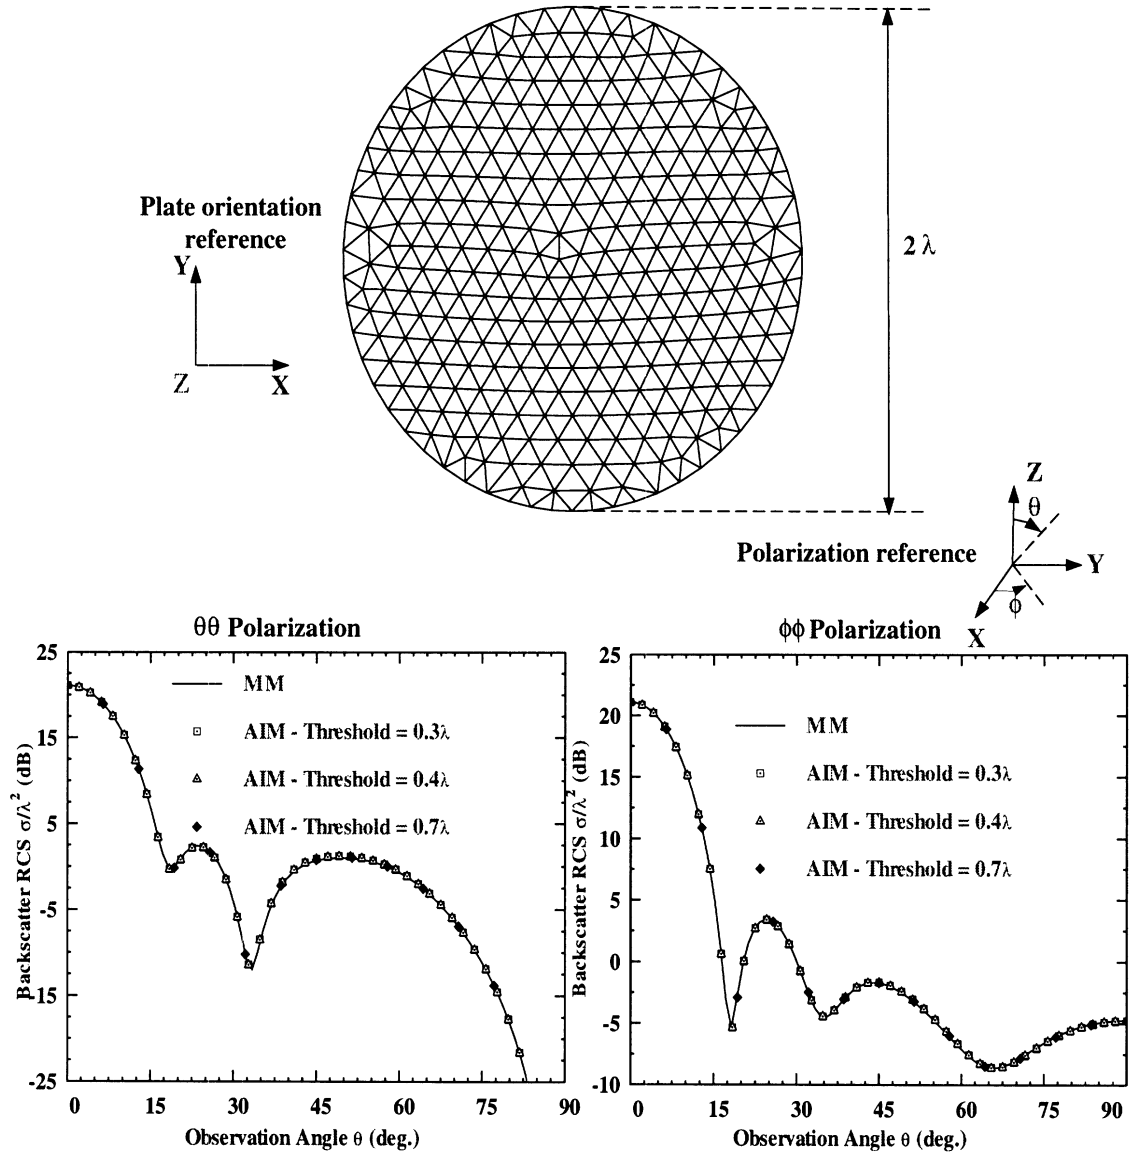 Plate orientation
reference
Y
Z
X
2 λ
Polarization reference
Z
θ
Y
ϕ
X
θθ Polarization
25
15
5
-5
-15
-25
Backscatter RCS σ/λ² (dB)
MM
AIM - Threshold = 0.3λ
AIM - Threshold = 0.4λ
AIM - Threshold = 0.7λ
0 15 30 45 60 75 90
Observation Angle θ (deg.)
ϕϕ Polarization
25
20
15
10
5
0
-5
-10
Backscatter RCS σ/λ² (dB)
MM
AIM - Threshold = 0.3λ
AIM - Threshold = 0.4λ
AIM - Threshold = 0.7λ
0 15 30 45 60 75 90
Observation Angle θ (deg.)